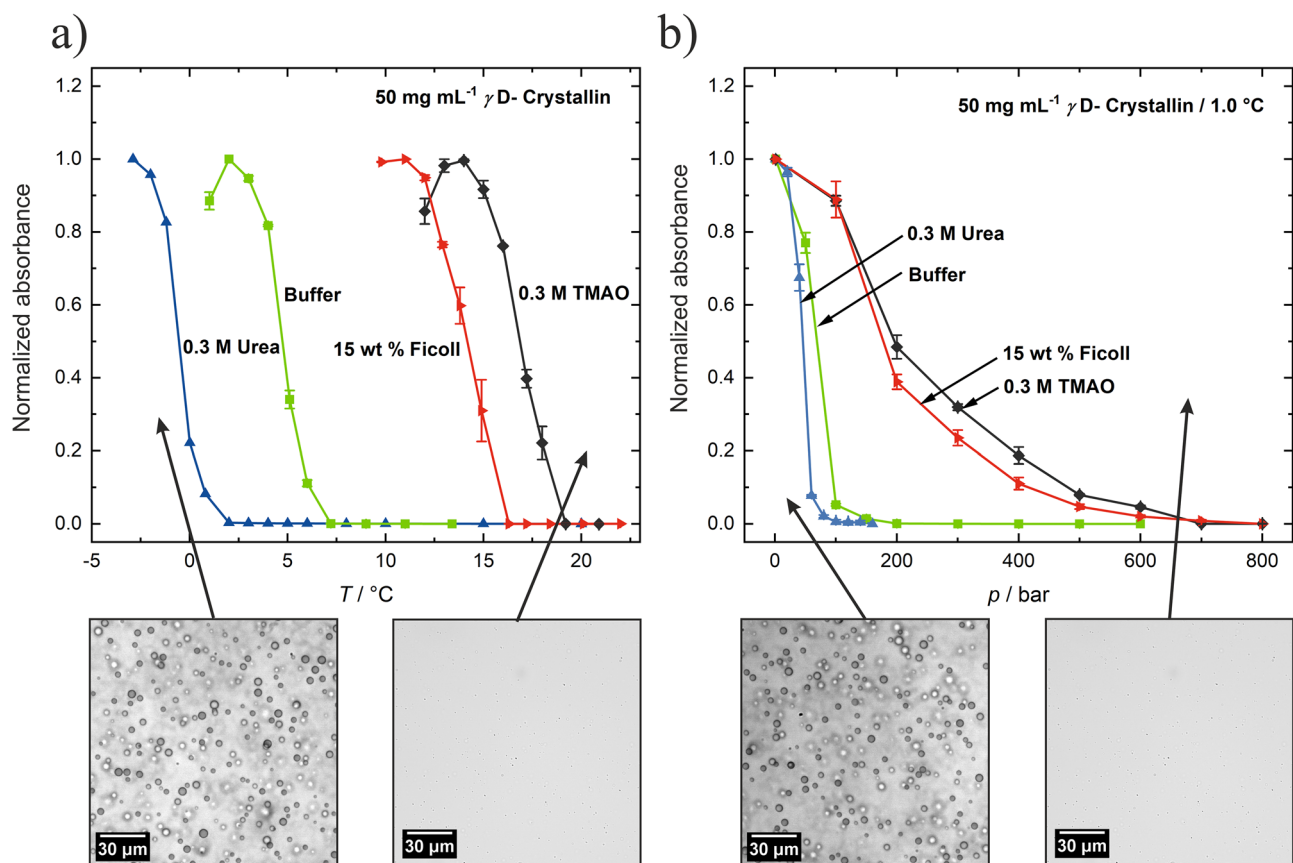 a)
50 mg mL⁻¹ γ D- Crystallin
Normalized absorbance
1.2
1.0
0.8
0.6
0.4
0.2
0.0
0.3 M Urea
Buffer
15 wt % Ficoll
0.3 M TMAO
-5 0 5 10 15 20
T / °C
30 µm
30 µm
b)
50 mg mL⁻¹ γ D- Crystallin / 1.0 °C
Normalized absorbance
1.2
1.0
0.8
0.6
0.4
0.2
0.0
0.3 M Urea
Buffer
15 wt % Ficoll
0.3 M TMAO
0 200 400 600 800
p / bar
30 µm
30 µm